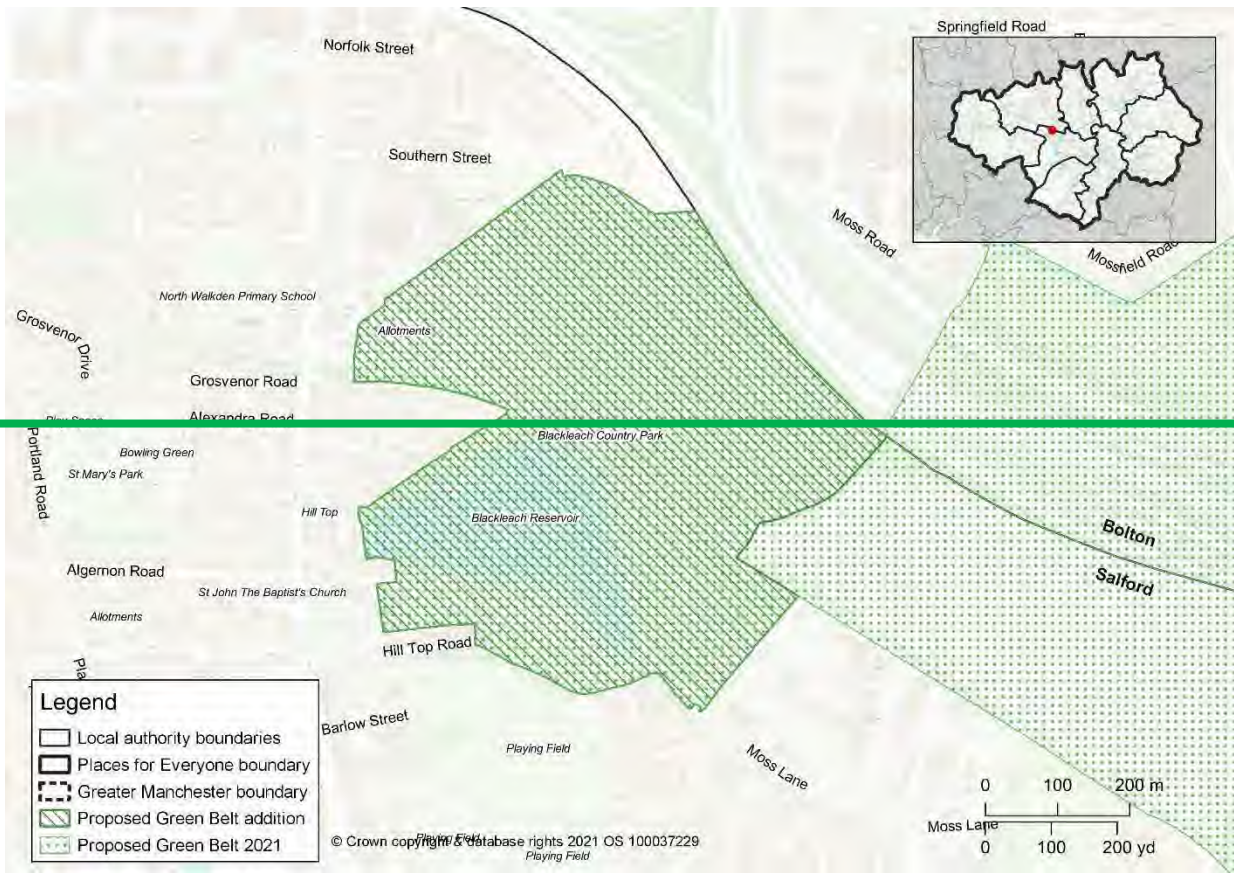 Springfield Road
Norfolk Street
Southern Street
Moss Road
Mossfield Road
North Walkden Primary School
Grosvenor Drive
Allotments
Grosvenor Road
Alexandra Road
Blackleach Country Park
Portland Road
Bowling Green
St Mary's Park
Hill Top
Blackleach Reservoir
Bolton
Salford
Algernon Road
St John The Baptist's Church
Allotments
Hill Top Road
Pla
Barlow Street
Playing Field
Moss Lane
Legend
Local authority boundaries
Places for Everyone boundary
Greater Manchester boundary
Proposed Green Belt addition
Proposed Green Belt 2021
0 100 200 m
Moss Lane
0 100 200 yd
Playing Field
© Crown copyright & database rights 2021 OS 100037229
Playing Field